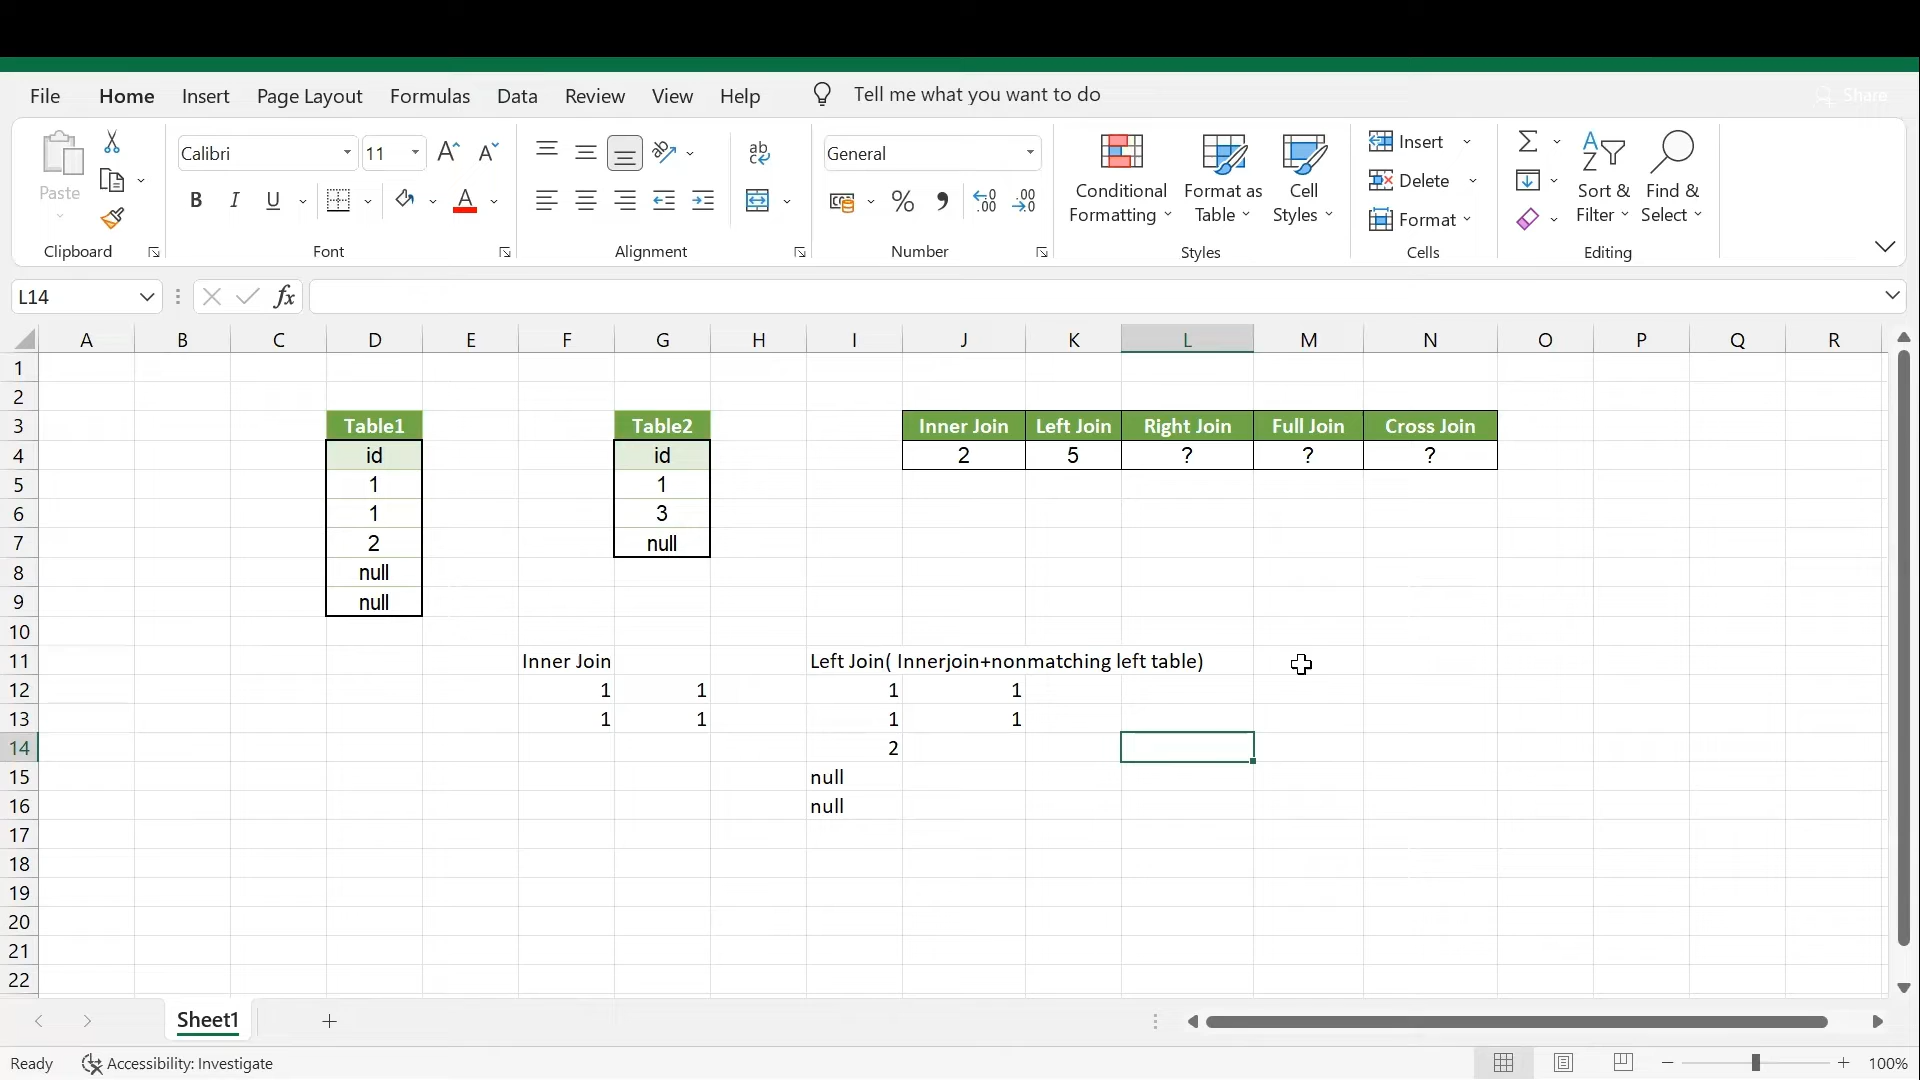 File Home Insert Page Layout Formulas Data Review View Help Tell me what you want to do Share
Paste
Clipboard
Calibri 11
B I U A
Font
ab
Alignment
General
% , .00 .00
Number
Conditional Formatting
Format as Table
Cell Styles
Styles
Insert
Delete
Format
Cells
Sort & Filter
Find & Select
Editing
L14 fx
A B C D E F G H I J K L M N O P Q R
1
2
3 Table1 Table2 Inner Join Left Join Right Join Full Join Cross Join
4 id id 2 5 ? ? ?
5 1 1
6 1 3
7 2 null
8 null
9 null
10
11 Inner Join Left Join( Innerjoin+nonmatching left table)
12 1 1 1 1
13 1 1 1 1
14 2
15 null
16 null
17
18
19
20
21
22
Sheet1
Ready Accessibility: Investigate 100%